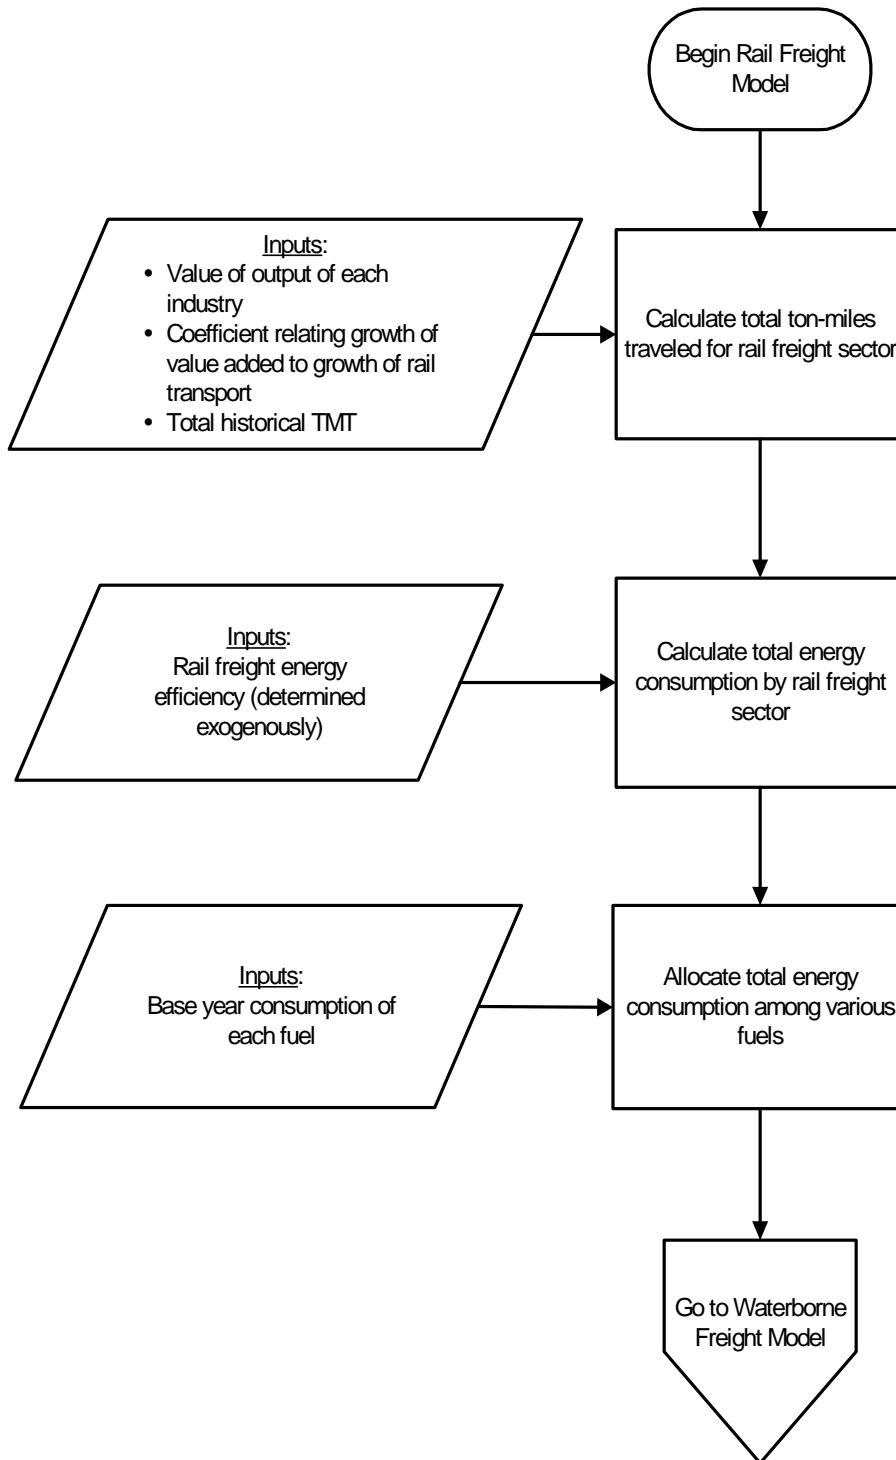 Begin Rail Freight
Model
Inputs:
• Value of output of each
industry
• Coefficient relating growth of
value added to growth of rail
transport
• Total historical TMT
Calculate total ton-miles
traveled for rail freight sector
Inputs:
Rail freight energy
efficiency (determined
exogenously)
Calculate total energy
consumption by rail freight
sector
Inputs:
Base year consumption of
each fuel
Allocate total energy
consumption among various
fuels
Go to Waterborne
Freight Model